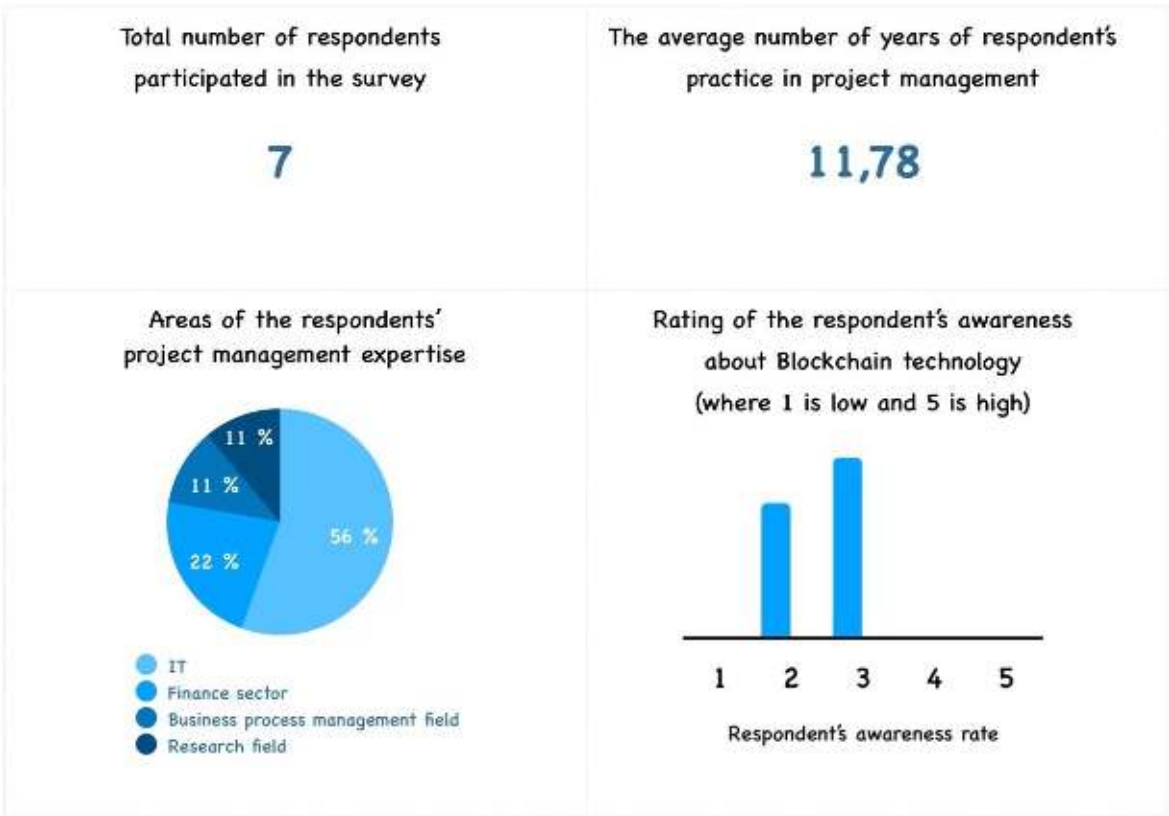 Total number of respondents
participated in the survey
7
The average number of years of respondent's
practice in project management
11,78
Areas of the respondents'
project management expertise
11 %
11 %
56 %
22 %
IT
Finance sector
Business process management field
Research field
Rating of the respondent's awareness
about Blockchain technology
(where 1 is low and 5 is high)
1 2 3 4 5
Respondent's awareness rate